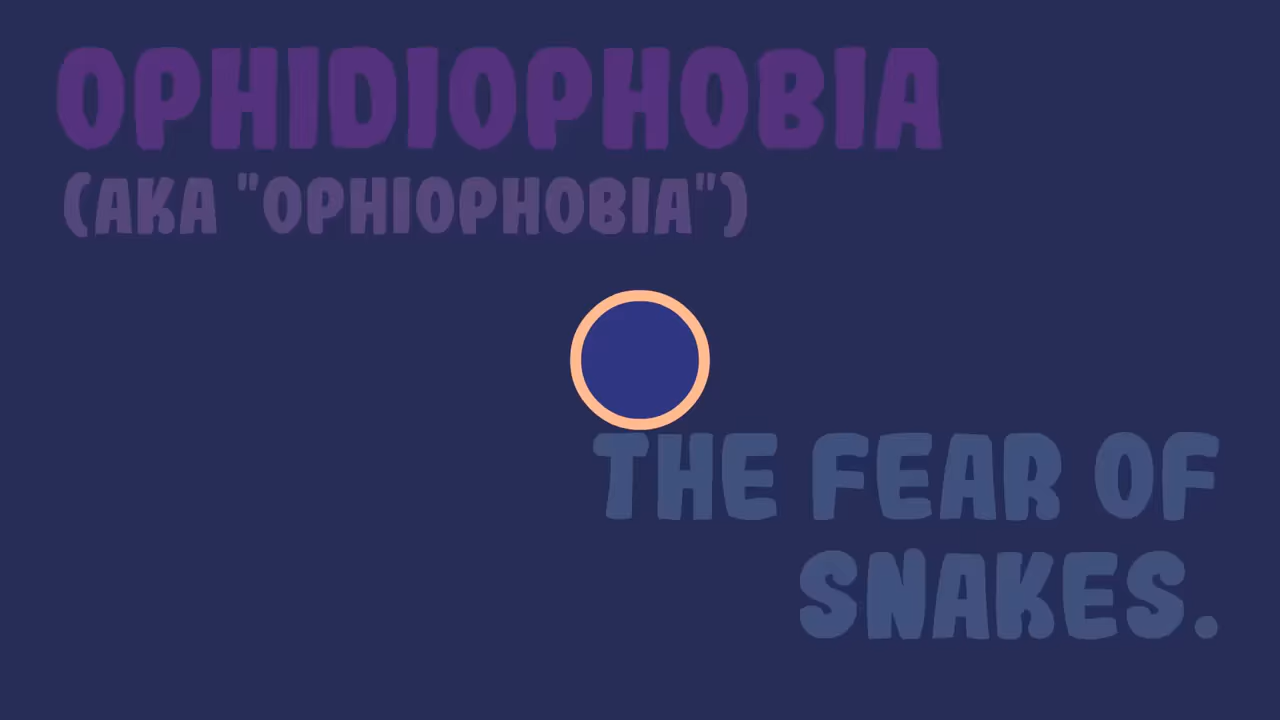 OPHIDIOPHOBIA
(AKA "OPHIOPHOBIA")
THE FEAR OF
SNAKES.